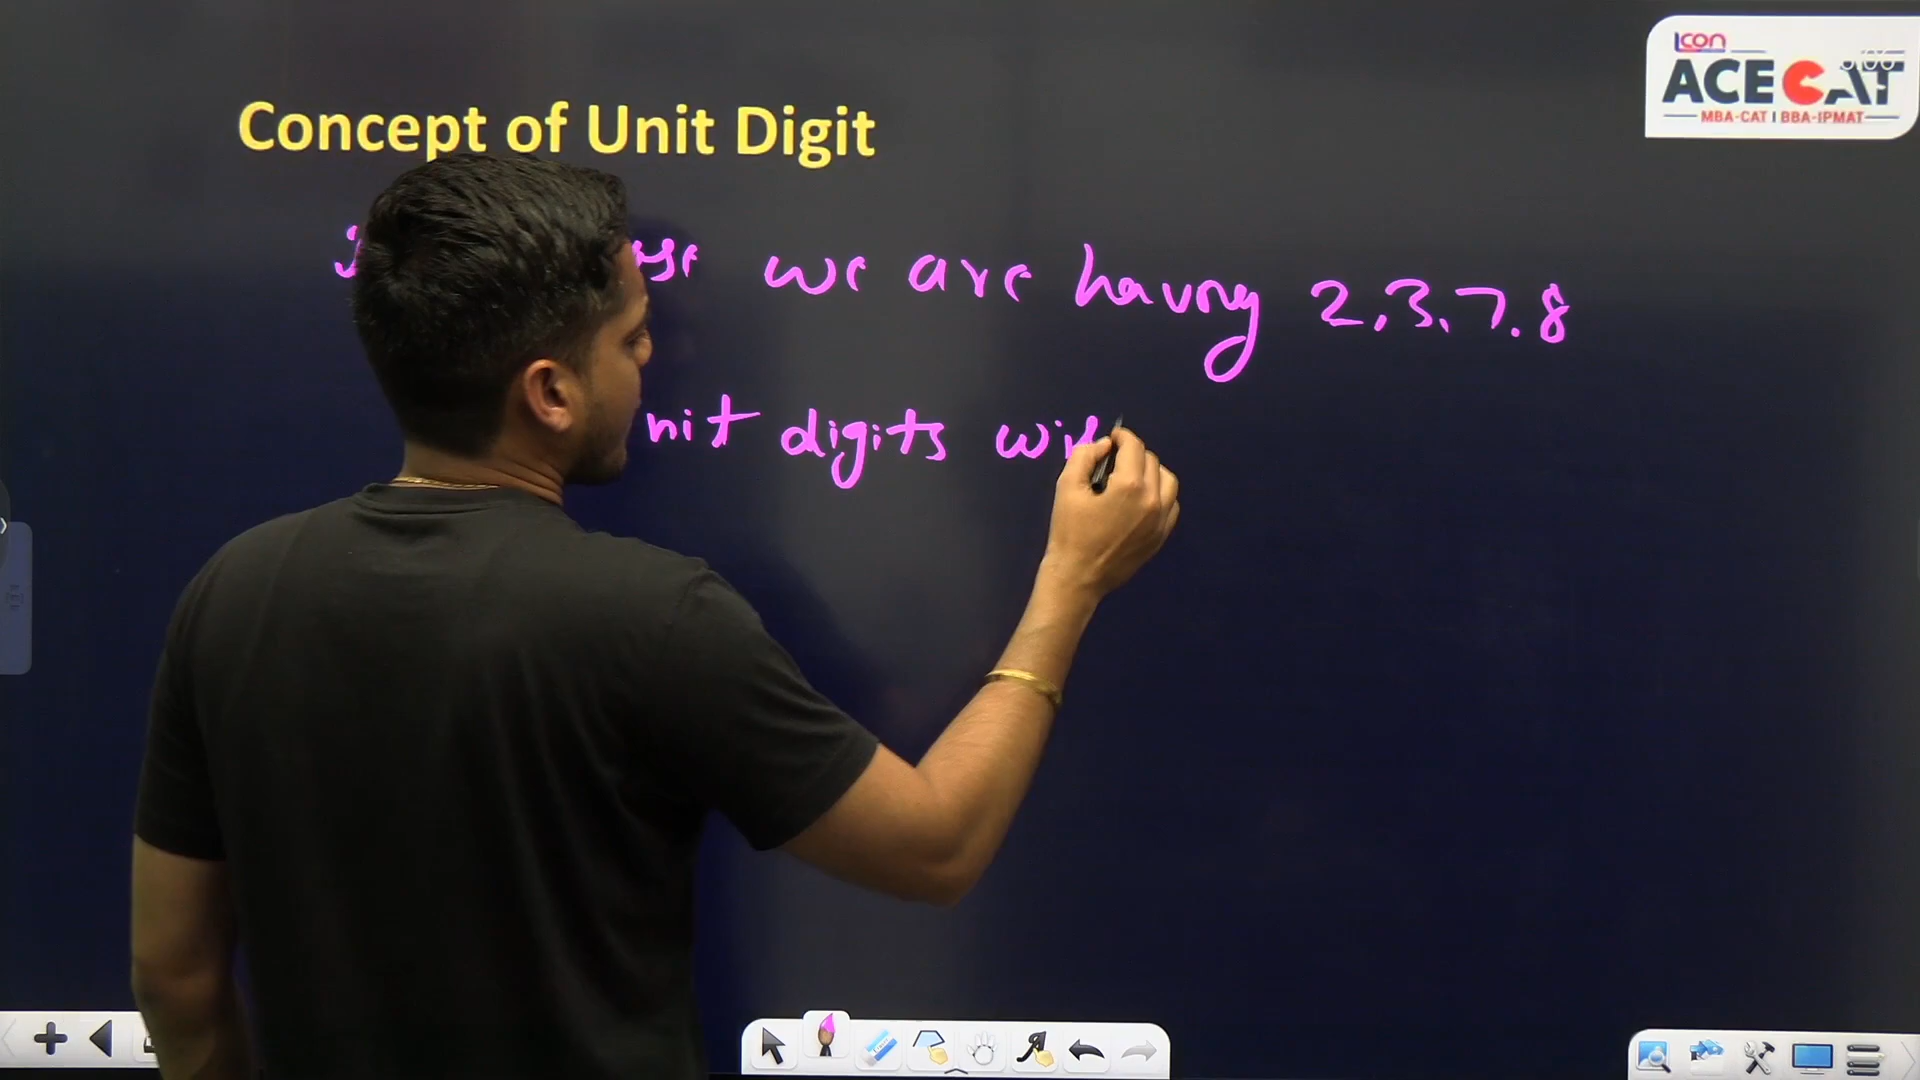 Icon
ACE CAT
MBA-CAT | BBA-IPMAT
Concept of Unit Digit
we are having 2, 3, 7, 8
digits